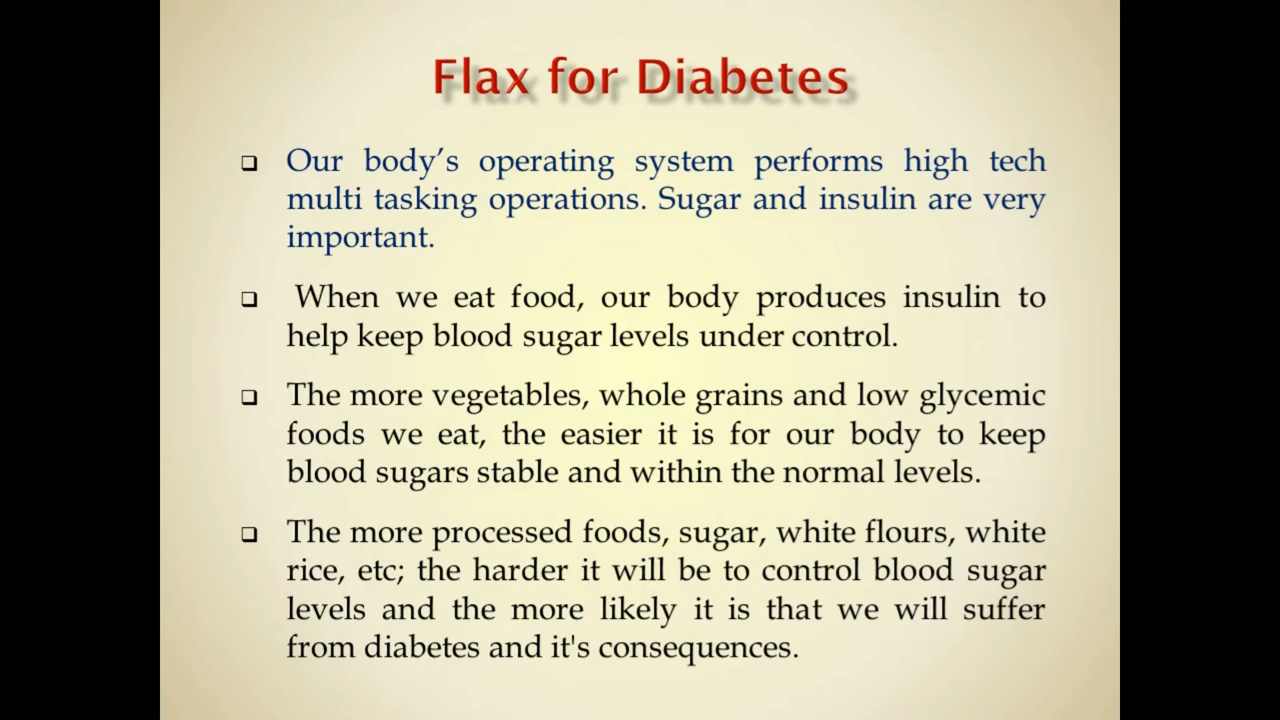 Flax for Diabetes
Our body’s operating system performs high tech
multi tasking operations. Sugar and insulin are very
important.
When we eat food, our body produces insulin to
help keep blood sugar levels under control.
The more vegetables, whole grains and low glycemic
foods we eat, the easier it is for our body to keep
blood sugars stable and within the normal levels.
The more processed foods, sugar, white flours, white
rice, etc; the harder it will be to control blood sugar
levels and the more likely it is that we will suffer
from diabetes and it's consequences.